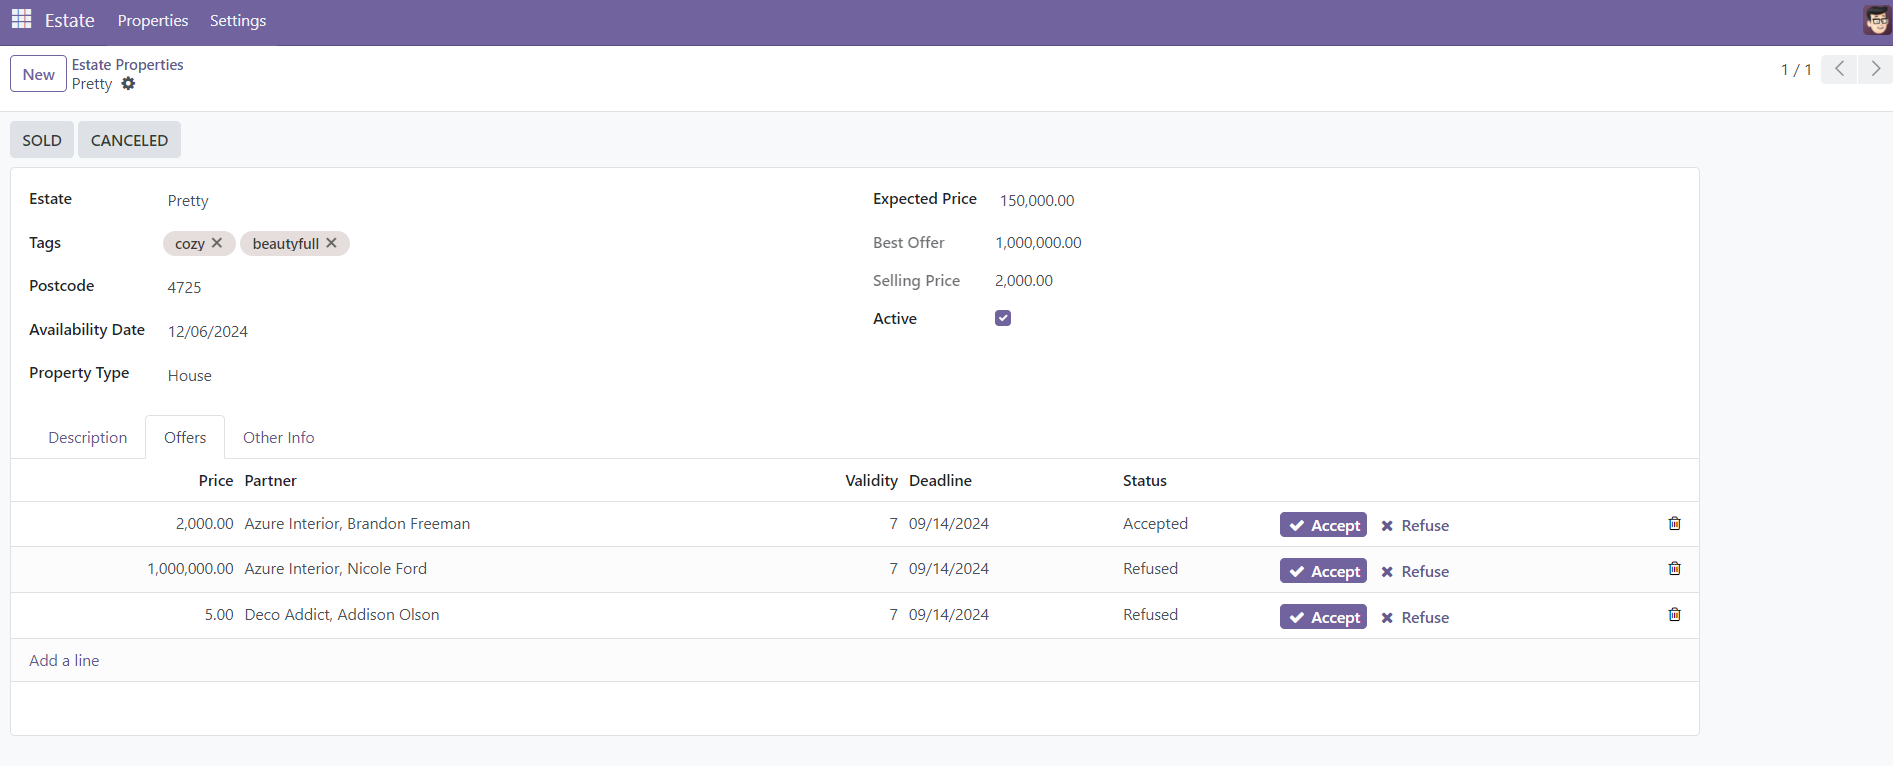 Estate Properties Settings
New
Estate Properties
Pretty
1 / 1
SOLD CANCELED
Estate Pretty
Tags cozy beautyfull
Postcode 4725
Availability Date 12/06/2024
Property Type House
Expected Price 150,000.00
Best Offer 1,000,000.00
Selling Price 2,000.00
Active
Description Offers Other Info
Price Partner Validity Deadline Status
2,000.00 Azure Interior, Brandon Freeman 7 09/14/2024 Accepted Accept Refuse
1,000,000.00 Azure Interior, Nicole Ford 7 09/14/2024 Refused Accept Refuse
5.00 Deco Addict, Addison Olson 7 09/14/2024 Refused Accept Refuse
Add a line